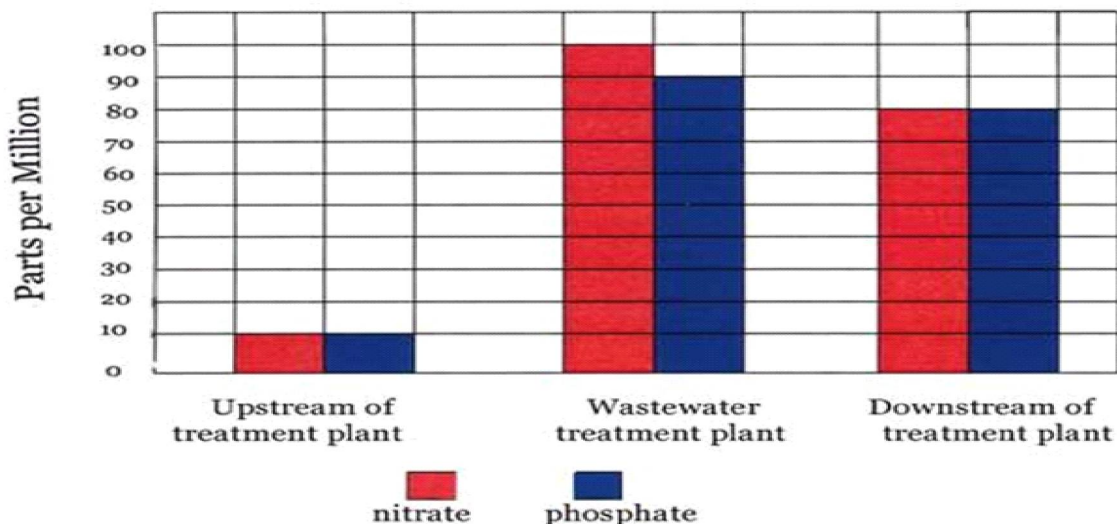 Parts per Million
100
90
80
70
60
50
40
30
20
10
0
Upstream of
treatment plant
Wastewater
treatment plant
Downstream of
treatment plant
nitrate
phosphate